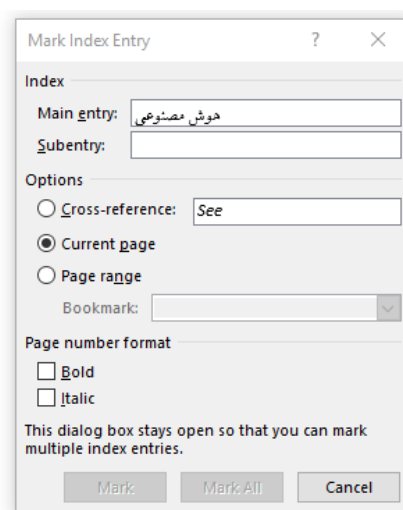 Mark Index Entry ? ×
Index
Main entry: هوش مصنوعی
Subentry:
Options
Cross-reference: See
Current page
Page range
Bookmark:
Page number format
Bold
Italic
This dialog box stays open so that you can mark
multiple index entries.
Mark Mark All Cancel